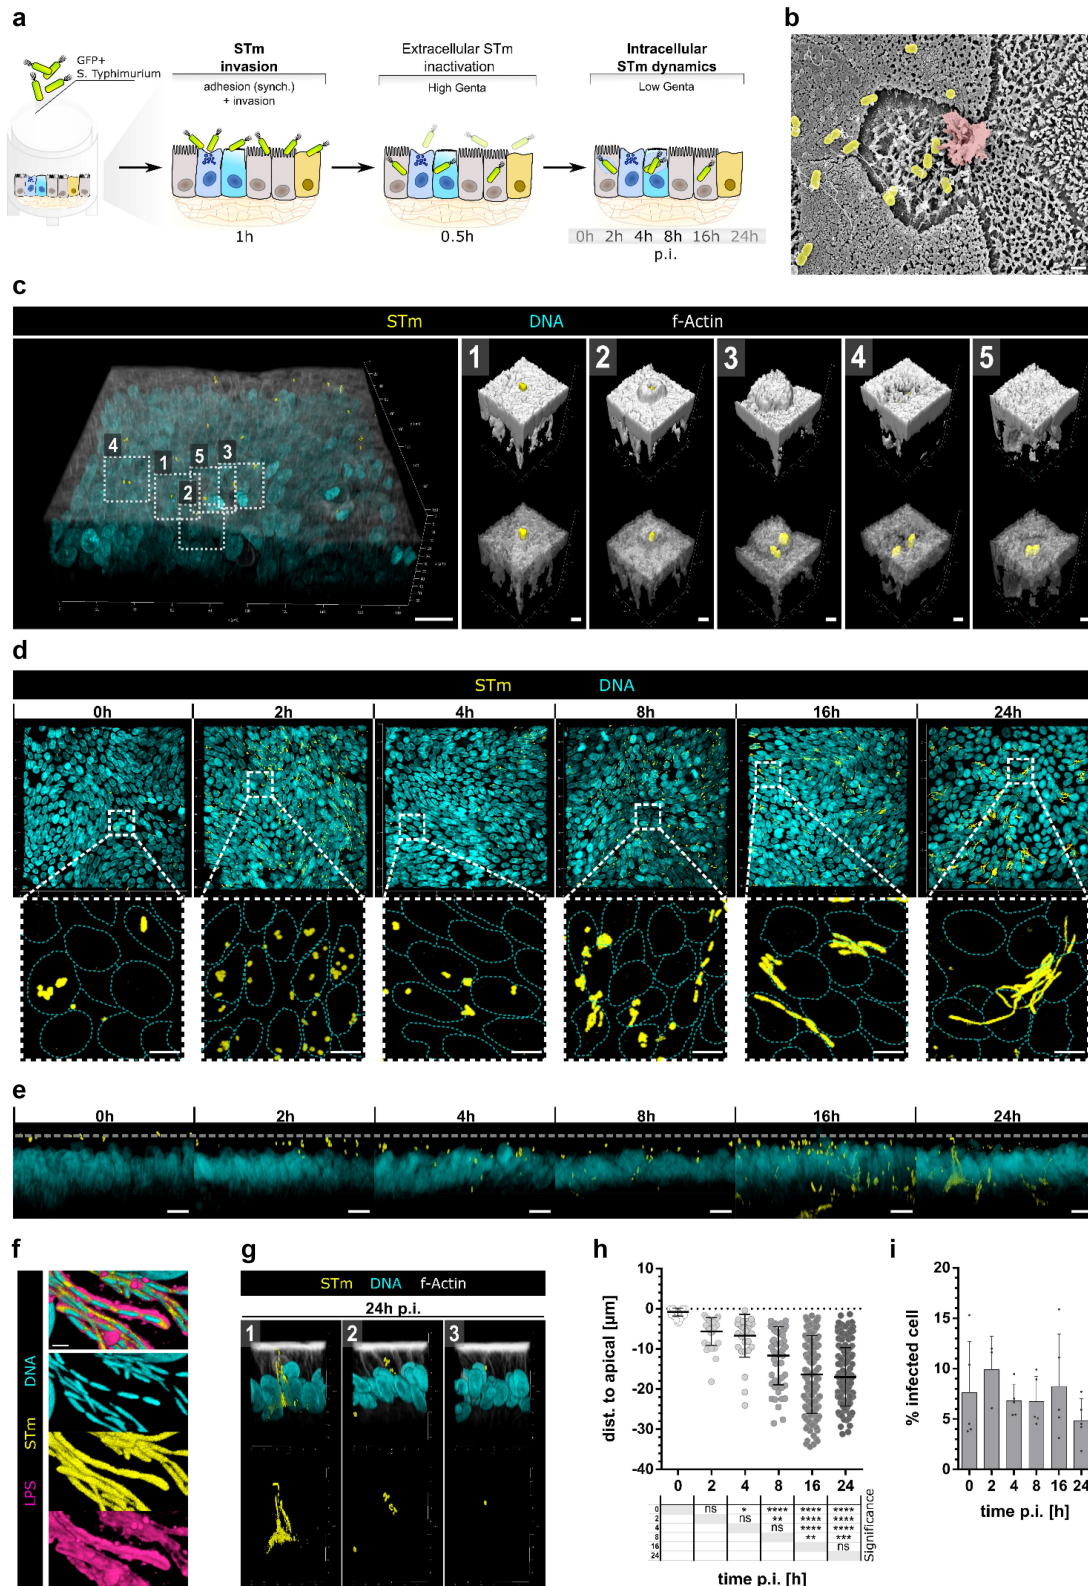 a
GFP+
S. Typhimurium
STm
invasion
adhesion (synch.)
+ invasion
1h
Extracellular STm
inactivation
High Genta
0.5h
Intracellular
STm dynamics
Low Genta
0h 2h 4h 8h 16h 24h
p.i.
b
c
STm DNA f-Actin
4 1 5 3 2
1 2 3 4 5
d
STm DNA
0h 2h 4h 8h 16h 24h
e
0h 2h 4h 8h 16h 24h
f
LPS STm DNA
g
STm DNA f-Actin
24h p.i.
1 2 3
h
dist. to apical [µm]
10
0
-10
-20
-30
-40
0 2 4 8 16 24
0 ns * **** **** ****
2 ns ** **** ****
4 ns **** ****
8 ** ***
16 ns
24
Significance
time p.i. [h]
i
% infected cell
20
15
10
5
0
0 2 4 8 16 24
time p.i. [h]